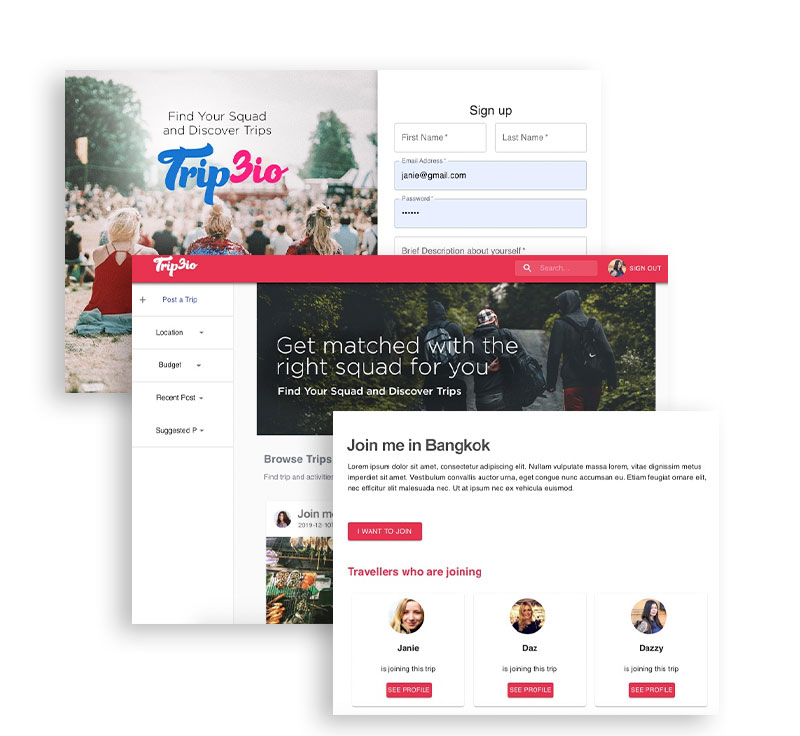 Find Your Squad
and Discover Trips
Trip3io
Sign up
First Name *
Last Name *
Email Address *
janie@gmail.com
Password *
••••••
Brief Description about yourself *
Trip3io
Search...
SIGN OUT
+ Post a Trip
Location
Budget
Recent Post
Suggested P
Get matched with the
right squad for you
Find Your Squad and Discover Trips
Browse Trips
Find trip and activities
Join me
2019-12-10T
Join me in Bangkok
Lorem ipsum dolor sit amet, consectetur adipiscing elit. Nullam vulputate massa lorem, vitae dignissim metus
imperdiet sit amet. Vestibulum convallis auctor urna, eget congue nunc accumsan eu. Etiam feugiat ornare elit,
nec efficitur elit malesuada nec. Ut at ipsum nec ex vehicula euismod.
I WANT TO JOIN
Travellers who are joining
Janie
is joining this trip
SEE PROFILE
Daz
is joining this trip
SEE PROFILE
Dazzy
is joining this trip
SEE PROFILE